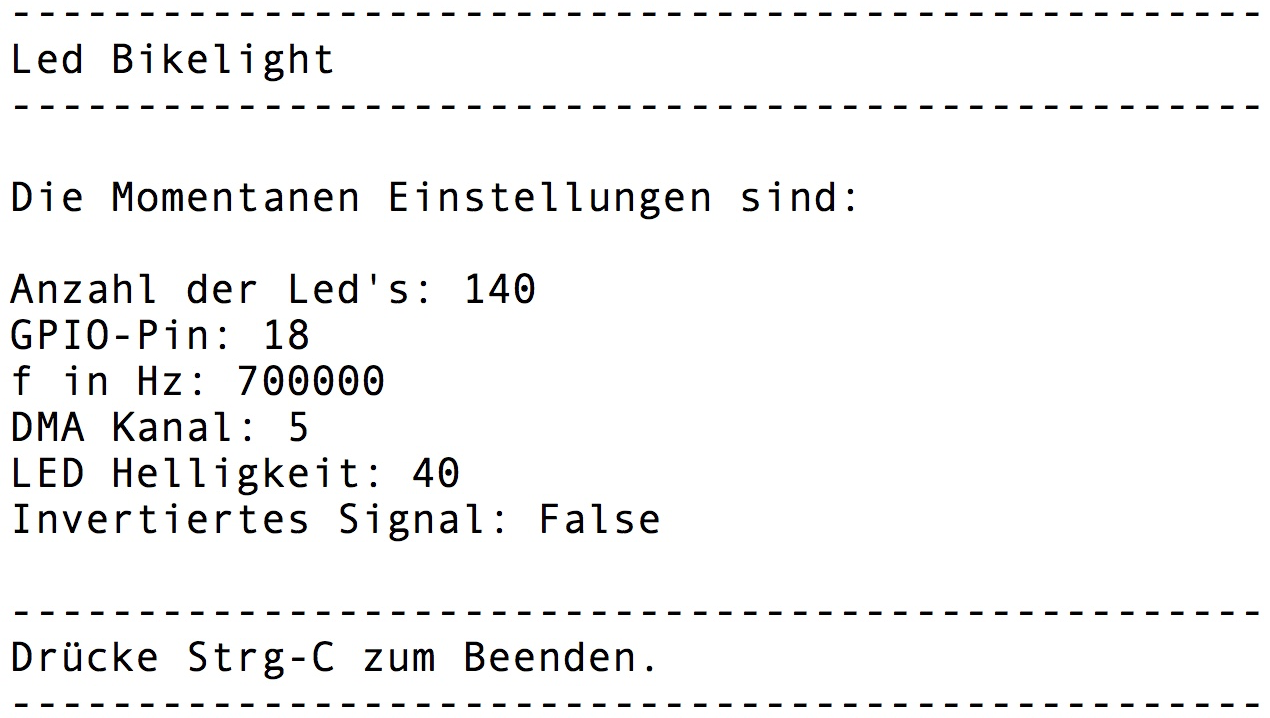 --------------------------------------------------
Led Bikelight
--------------------------------------------------
Die Momentanen Einstellungen sind:
Anzahl der Led's: 140
GPIO-Pin: 18
f in Hz: 700000
DMA Kanal: 5
LED Helligkeit: 40
Invertiertes Signal: False
--------------------------------------------------
Drücke Strg-C zum Beenden.
--------------------------------------------------